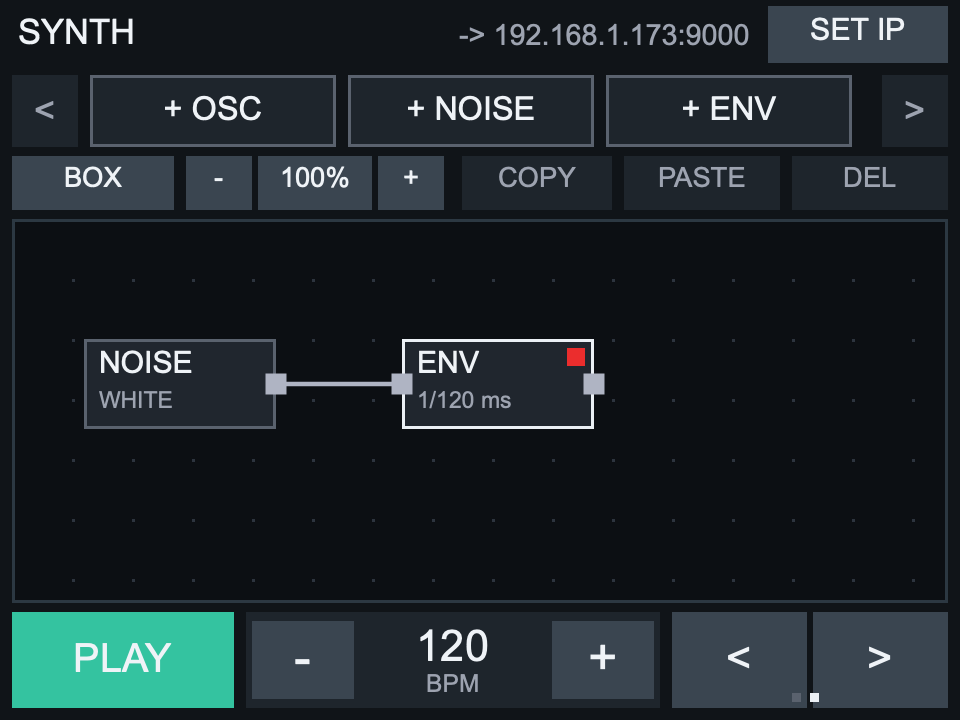 SYNTH
-> 192.168.1.173:9000
SET IP
<
+ OSC
+ NOISE
+ ENV
>
BOX
-
100%
+
COPY
PASTE
DEL
NOISE
WHITE
ENV
1/120 ms
PLAY
-
120
BPM
+
<
>